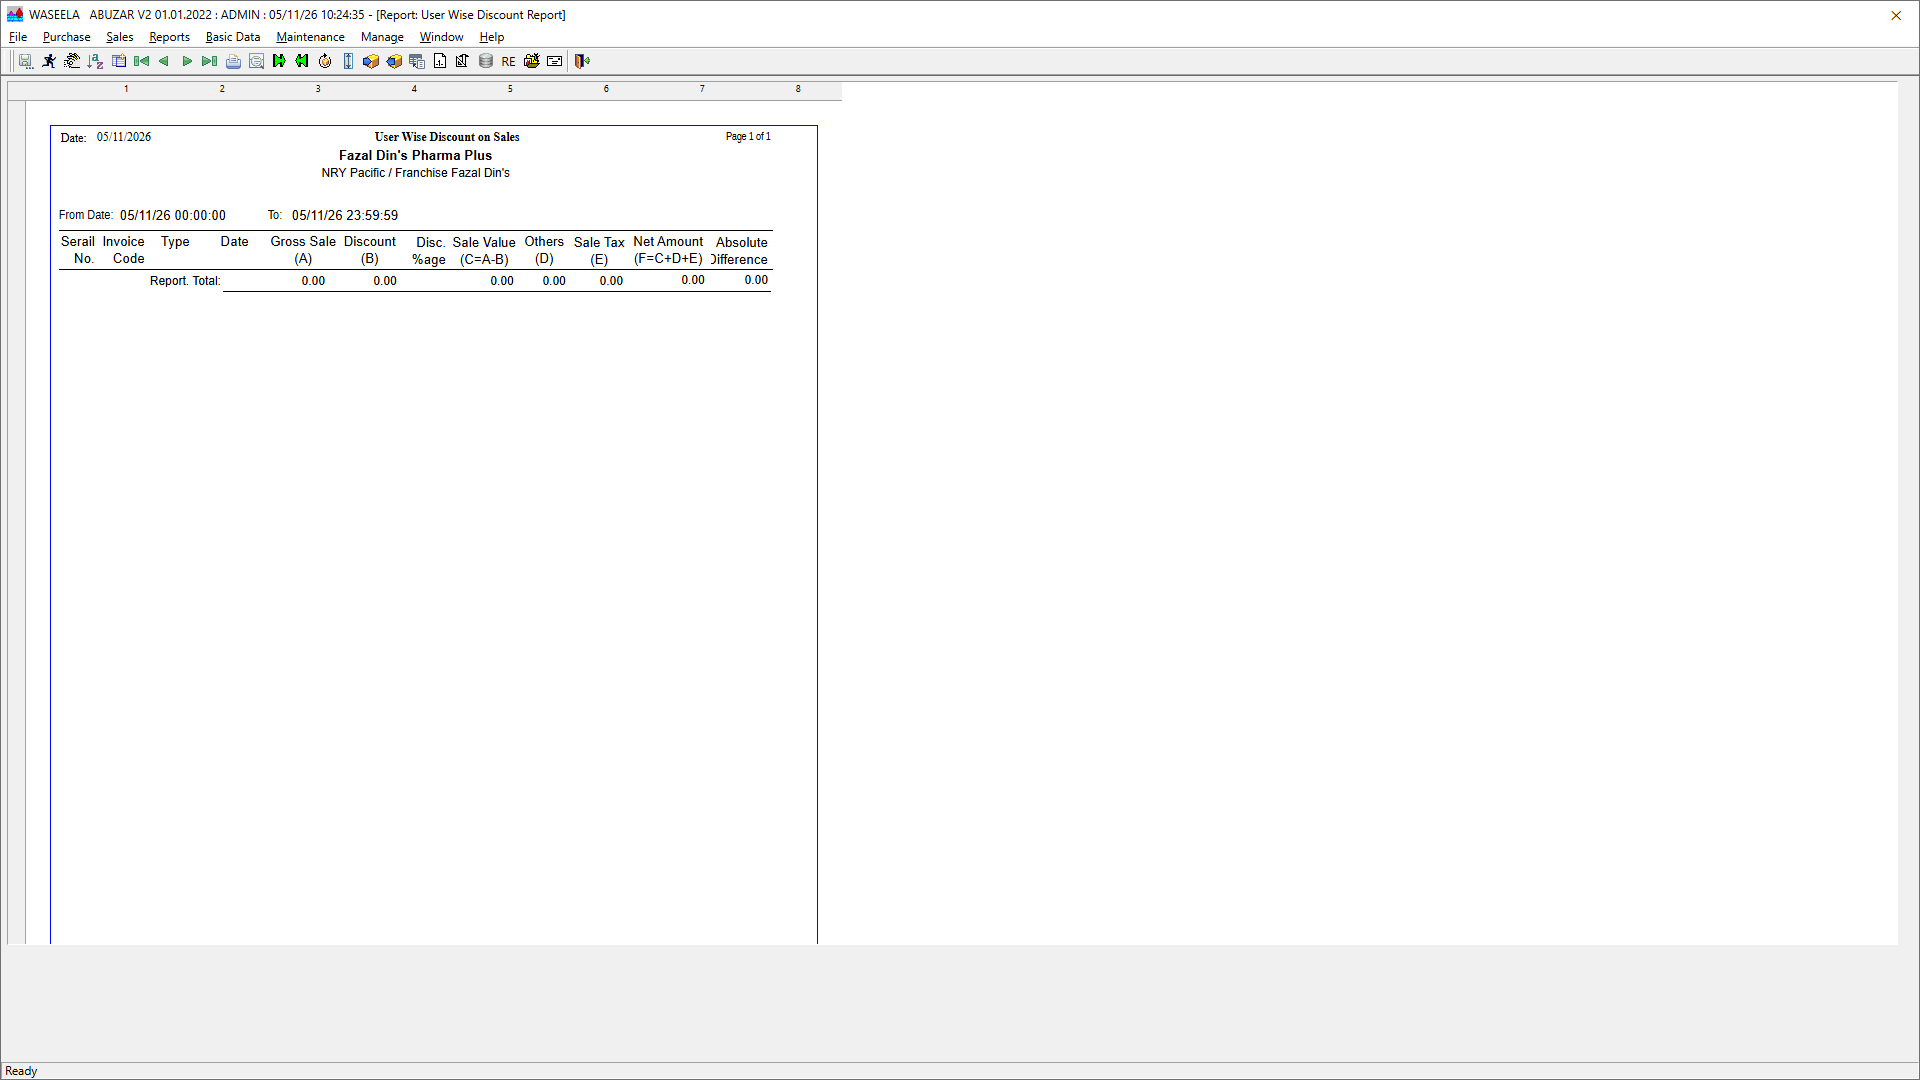 WASEELA ABUZAR V2 01.01.2022 : ADMIN : 05/11/26 10:24:35 - [Report: User Wise Discount Report]
File Purchase Sales Reports Basic Data Maintenance Manage Window Help
RE
1 2 3 4 5 6 7 8
Date: 05/11/2026 User Wise Discount on Sales Page 1 of 1
Fazal Din's Pharma Plus
NRY Pacific / Franchise Fazal Din's
From Date: 05/11/26 00:00:00 To: 05/11/26 23:59:59
Serail Invoice Type Date Gross Sale Discount Disc. Sale Value Others Sale Tax Net Amount Absolute
No. Code (A) (B) %age (C=A-B) (D) (E) (F=C+D+E) Difference
Report. Total: 0.00 0.00 0.00 0.00 0.00 0.00 0.00
Ready